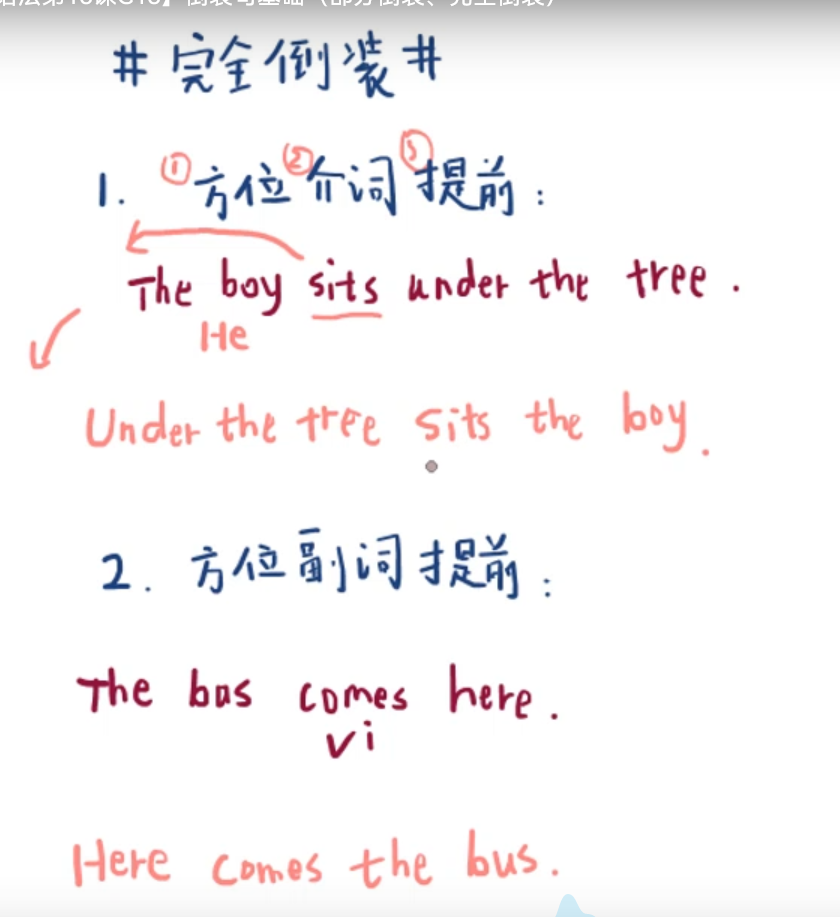 # 完全倒装 #
1. ①方位②介词③提前：
The boy sits under the tree.
He
Under the tree sits the boy.
2. 方位副词提前：
The bus comes here.
vi
Here comes the bus.